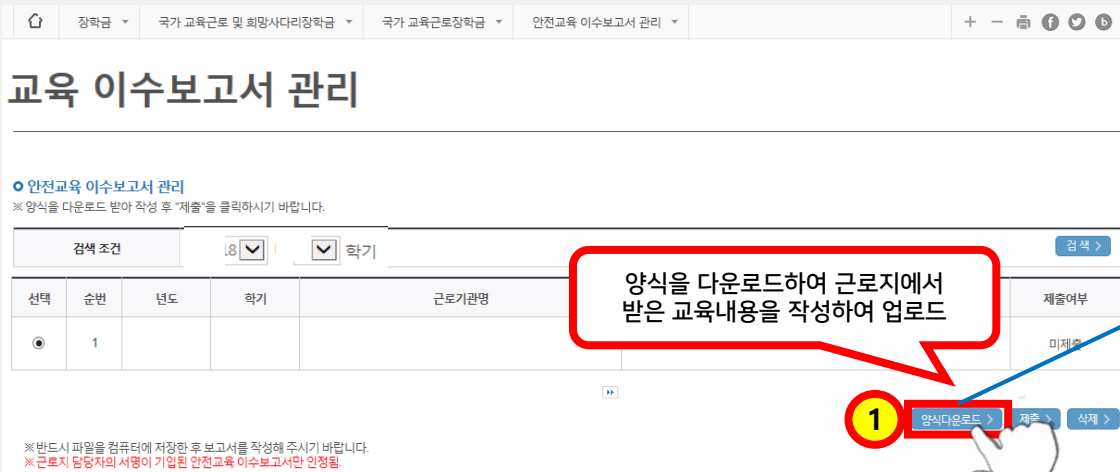 장학금 국가 교육근로 및 희망사다리장학금 국가 교육근로장학금 안전교육 이수보고서 관리
교육 이수보고서 관리
안전교육 이수보고서 관리
※ 양식을 다운로드 받아 작성 후 "제출"을 클릭하시기 바랍니다.
검색 조건 학기 검색
양식을 다운로드하여 근로지에서
받은 교육내용을 작성하여 업로드
선택 순번 년도 학기 근로기관명 제출여부
1 미제출
1 양식다운로드 제출 삭제
※ 반드시 파일을 컴퓨터에 저장한 후 보고서를 작성해 주시기 바랍니다.
※ 근로지 담당자의 서명이 기입된 안전교육 이수보고서만 인정됨.